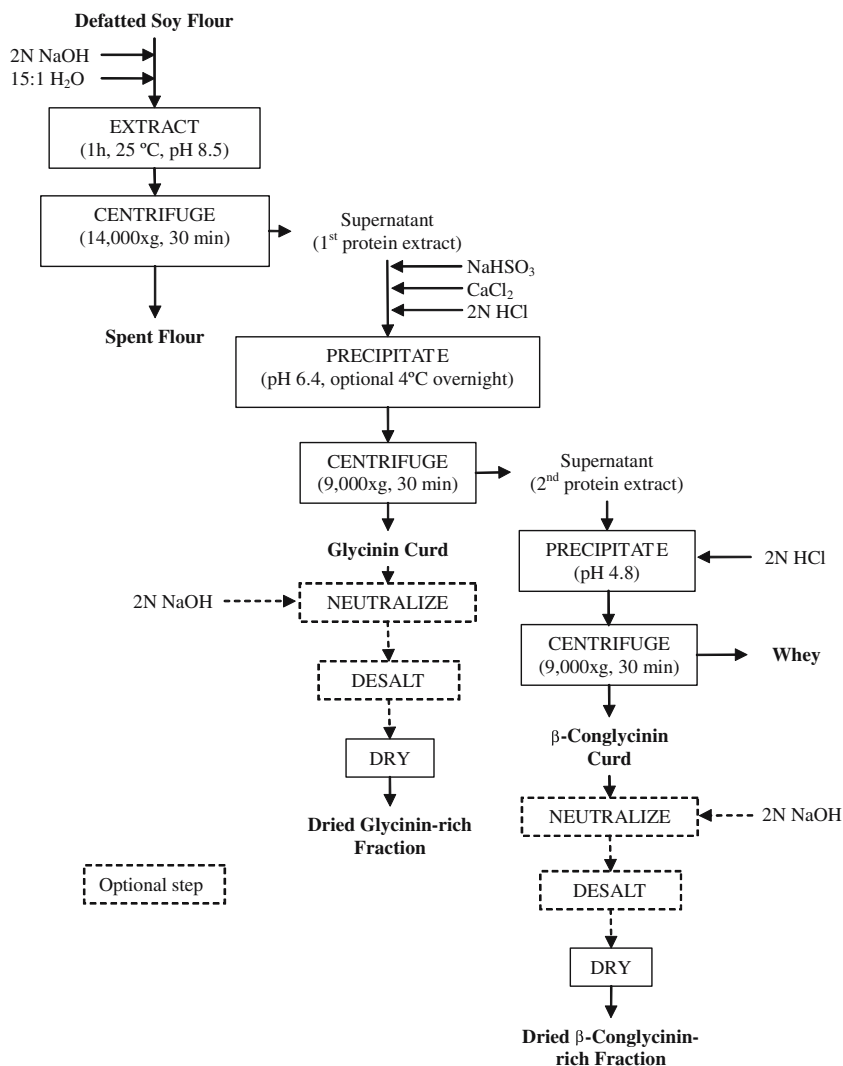 Defatted Soy Flour
2N NaOH
15:1 H₂O
EXTRACT
(1h, 25 ºC, pH 8.5)
CENTRIFUGE
(14,000xg, 30 min)
Supernatant
(1ˢᵗ protein extract)
NaHSO₃
CaCl₂
2N HCl
Spent Flour
PRECIPITATE
(pH 6.4, optional 4ºC overnight)
CENTRIFUGE
(9,000xg, 30 min)
Supernatant
(2ⁿᵈ protein extract)
Glycinin Curd
PRECIPITATE
(pH 4.8)
2N HCl
2N NaOH
NEUTRALIZE
CENTRIFUGE
(9,000xg, 30 min)
Whey
DESALT
β-Conglycinin
Curd
DRY
NEUTRALIZE
2N NaOH
Dried Glycinin-rich
Fraction
Optional step
DESALT
DRY
Dried β-Conglycinin-
rich Fraction